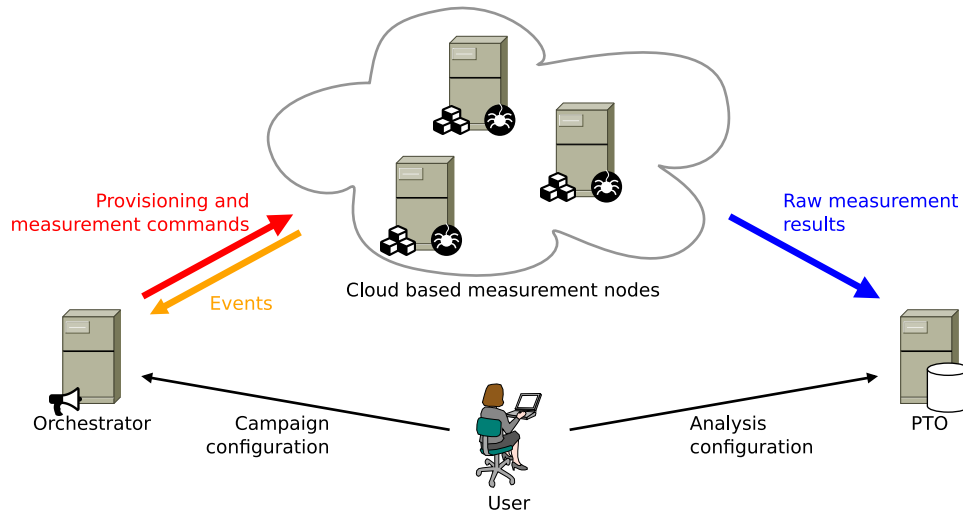 Provisioning and
measurement commands
Raw measurement
results
Cloud based measurement nodes
Events
Orchestrator
Campaign
configuration
Analysis
configuration
PTO
User